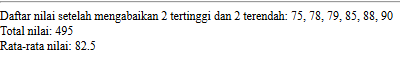 Daftar nilai setelah mengabaikan 2 tertinggi dan 2 terendah: 75, 78, 79, 85, 88, 90
Total nilai: 495
Rata-rata nilai: 82.5